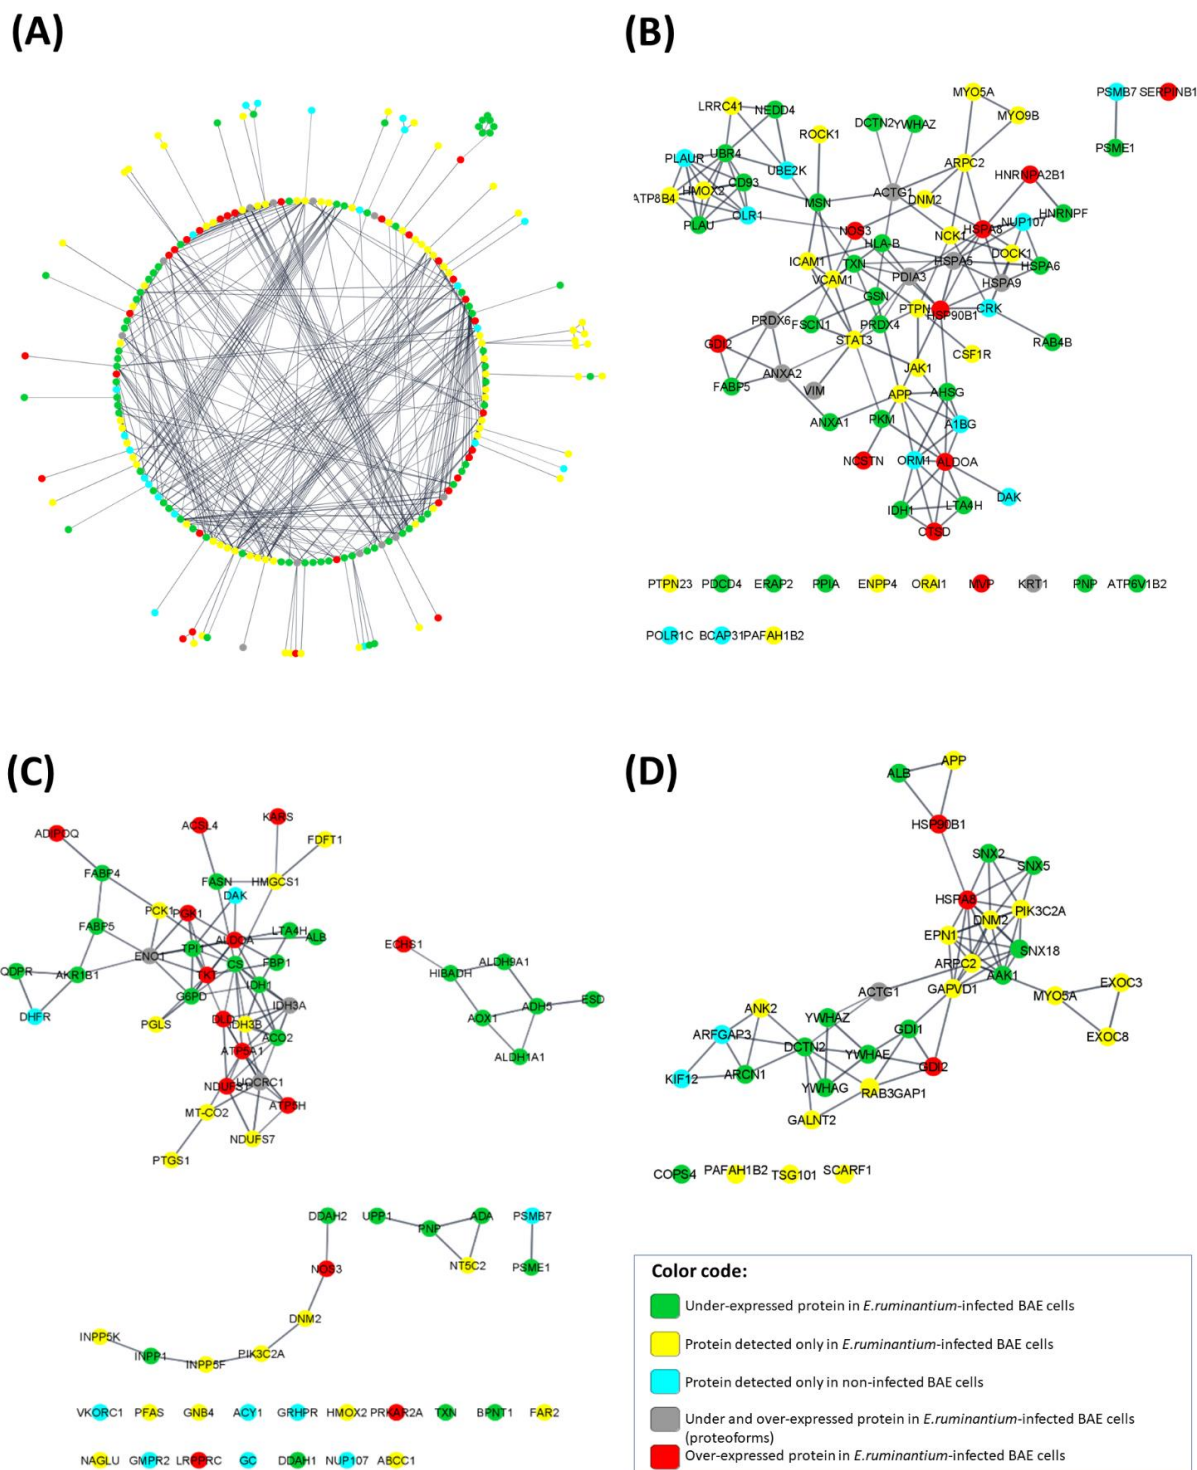 (A)
(B)
MYO5A
PSMB7 SERPINB1
LRRC41
NEDD4
MYO9B
ROCK1
DCTN2 YWHAZ
PSME1
PLAUR
UBR4
UBE2K
ARPC2
HNRNPA2B1
ATP8B4
HMOX2
CD93
ACTG1
DNM2
MSN
PLAU
OLR1
NUP107
HNRNPF
NOS3
HLA-B
NCK1
HSPA8
DOCK1
ICAM1
TXN
HSPA5
HSPA6
VCAM1
PDIA3
HSPA9
GSN
PTPN
HSP90B1
CRK
PRDX6
FSCN1
PRDX4
GDI2
STAT3
CSF1R
RAB4B
ANXA2
JAK1
FABP5
VIM
APP
AHSG
ANXA1
PKM
A1BG
NCSTN
ORM1
ALDOA
DAK
IDH1
LTA4H
CTSD
PTPN23 PDCD4 ERAP2 PPIA ENPP4 ORAI1 MVP KRT1 PNP ATP6V1B2
POLR1C BCAP31 PAFAH1B2
(C)
ADIPOQ
ACSL4
KARS
FDFT1
FABP4
FASN
HMGCS1
DAK
PCK1
PGK1
FABP5
ALDOA
LTA4H
ALB
TPI1
ENO1
CS
FBP1
QDPR
AKR1B1
TKT
IDH1
G6PD
IDH3A
DHFR
PGLS
DLD
IDH3B
ACO2
ATP5A1
NDUFS1
UQCRC1
MT-CO2
ATP5H
NDUFS7
PTGS1
ECHS1
HIBADH
ALDH9A1
ADH5
ESD
AOX1
ALDH1A1
DDAH2
UPP1
PNP
ADA
PSMB7
NOS3
NT5C2
PSME1
DNM2
INPP5K
INPP1
INPP5F
PIK3C2A
VKORC1 PFAS GNB4 ACY1 GRHPR HMOX2 PRKAR2A TXN BPNT1 FAR2
NAGLU GMPR2 LRPPRC GC DDAH1 NUP107 ABCC1
(D)
APP
ALB
HSP90B1
SNX2
SNX5
HSPA8
PIK3C2A
DNM2
EPN1
SNX18
ARPC2
AAK1
GAPVD1
EXOC3
ACTG1
MYO5A
ANK2
YWHAZ
EXOC8
ARFGAP3
GDI1
DCTN2
YWHAE
GDI2
KIF12
ARCN1
YWHAG
RAB3GAP1
GALNT2
COPS4 PAFAH1B2 TSG101 SCARF1
Color code:
Under-expressed protein in E.ruminantium-infected BAE cells
Protein detected only in E.ruminantium-infected BAE cells
Protein detected only in non-infected BAE cells
Under and over-expressed protein in E.ruminantium-infected BAE cells
(proteoforms)
Over-expressed protein in E.ruminantium-infected BAE cells